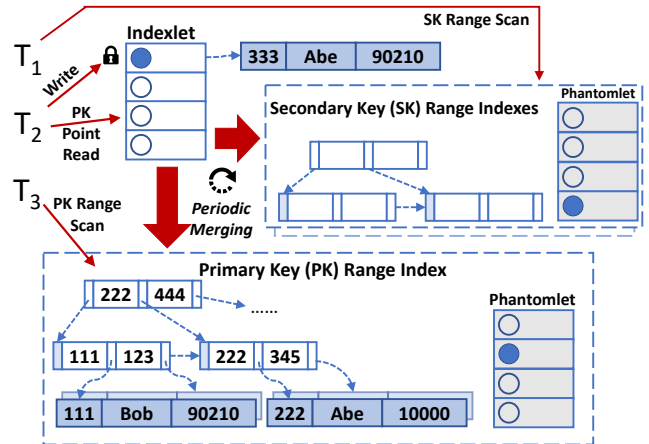 SK Range Scan
Indexlet
T1
333 Abe 90210
Write
Phantomlet
Secondary Key (SK) Range Indexes
T2
PK
Point
Read
T3
PK Range
Scan
Periodic
Merging
Primary Key (PK) Range Index
222 444
......
Phantomlet
111 123
222 345
111 Bob 90210
222 Abe 10000